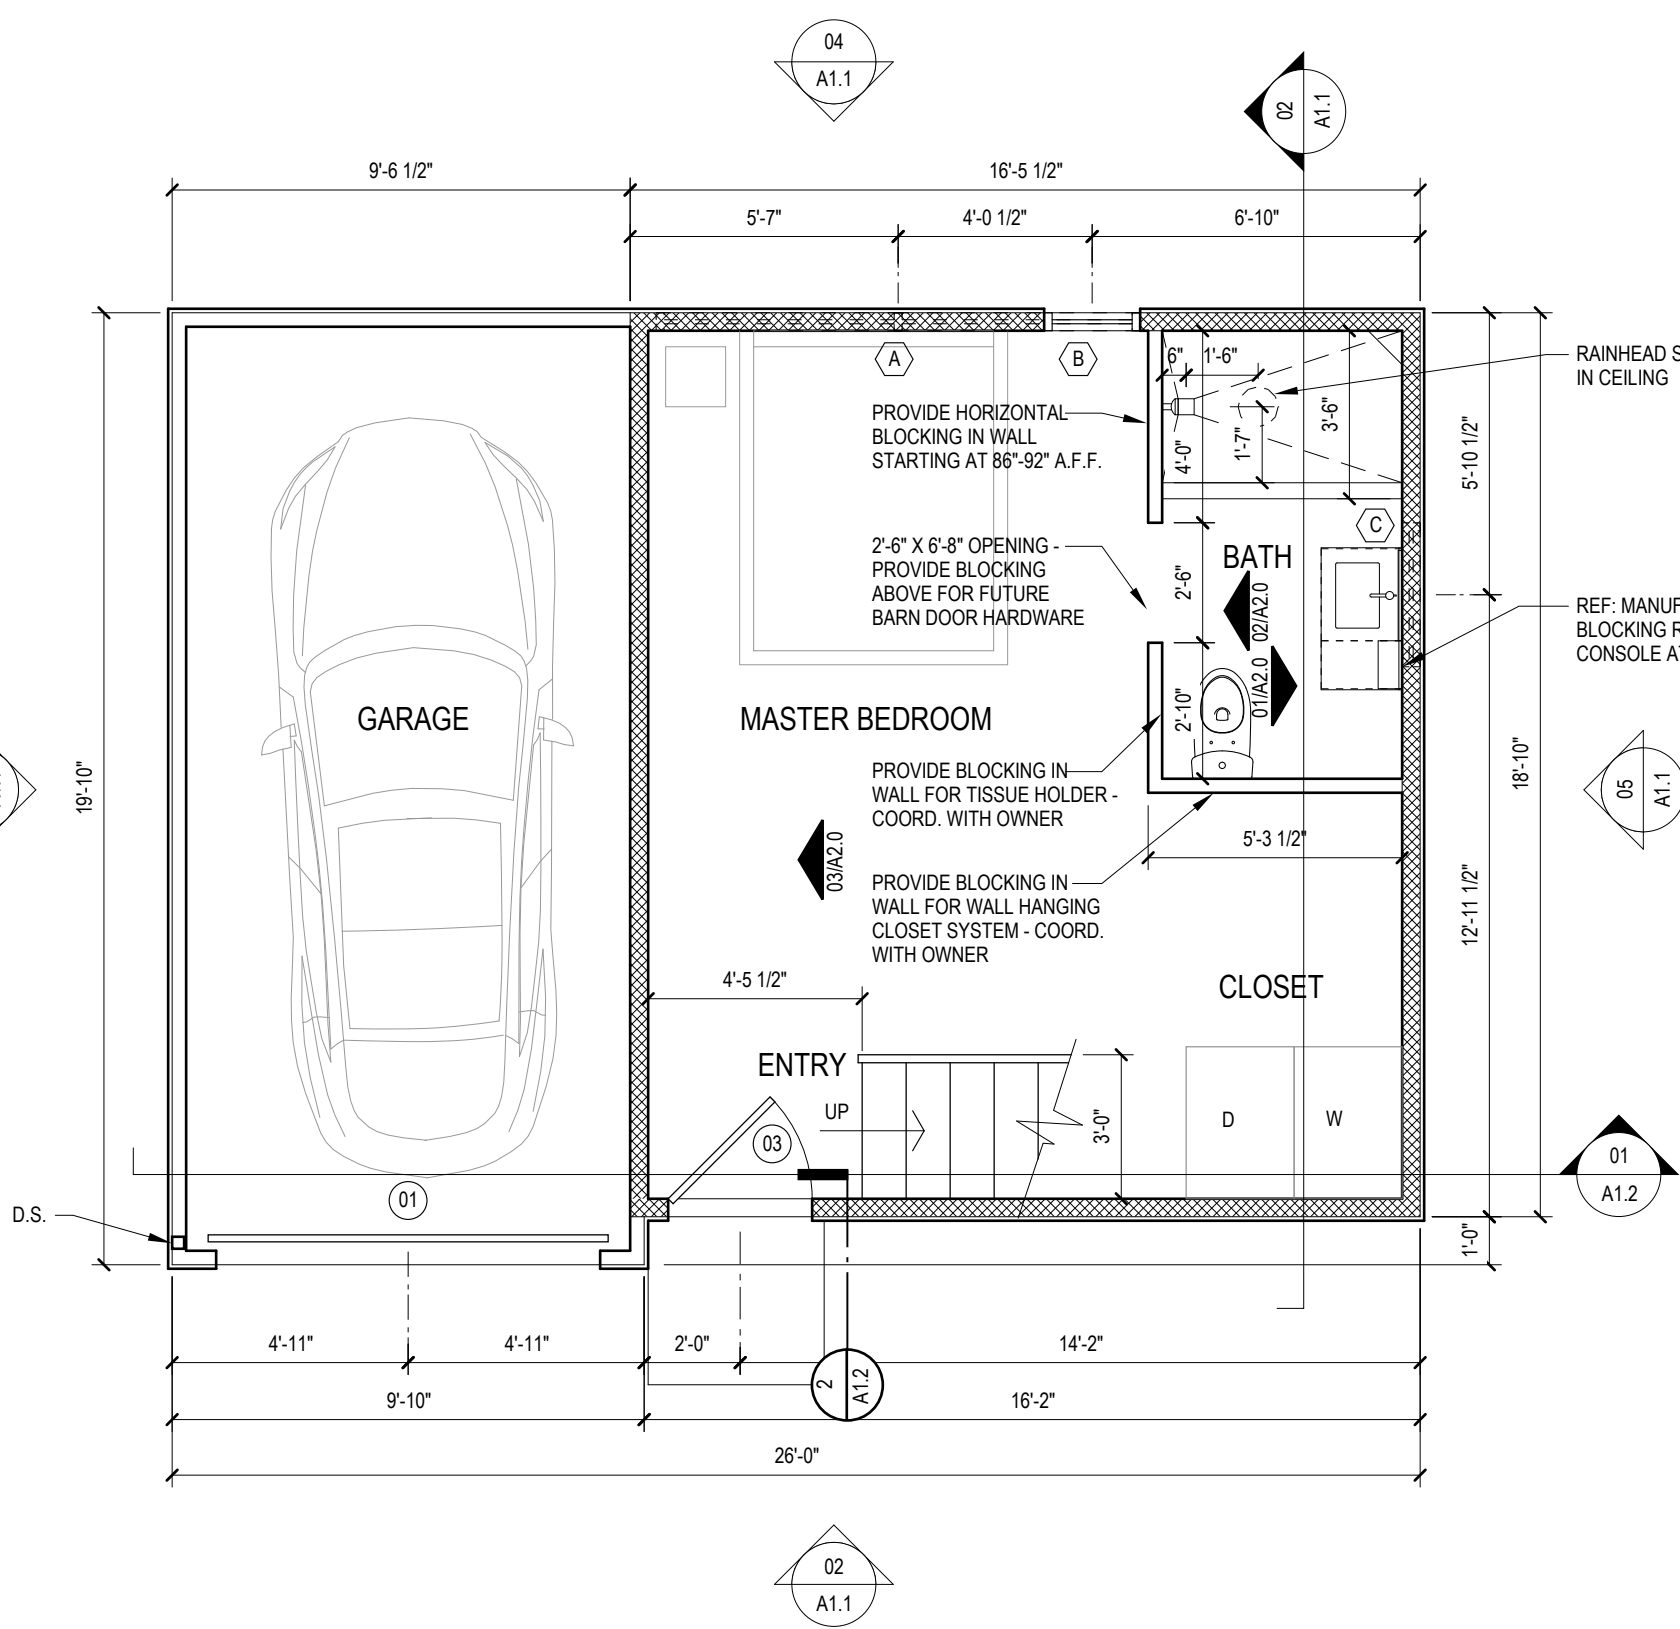 04
A1.1
02
A1.1
9'-6 1/2"
16'-5 1/2"
5'-7"
4'-0 1/2"
6'-10"
A
B
6"
1'-6"
RAINHEAD S
IN CEILING
PROVIDE HORIZONTAL
BLOCKING IN WALL
STARTING AT 86"-92" A.F.F.
4'-0"
1'-7"
3'-6"
5'-10 1/2"
C
2'-6" X 6'-8" OPENING -
PROVIDE BLOCKING
ABOVE FOR FUTURE
BARN DOOR HARDWARE
BATH
2'-6"
02/A2.0
01/A2.0
REF: MANUF
BLOCKING R
CONSOLE A
GARAGE
MASTER BEDROOM
2'-10"
19'-10"
18'-10"
05
A1.1
PROVIDE BLOCKING IN
WALL FOR TISSUE HOLDER -
COORD. WITH OWNER
03/A2.0
5'-3 1/2"
PROVIDE BLOCKING IN
WALL FOR WALL HANGING
CLOSET SYSTEM - COORD.
WITH OWNER
12'-11 1/2"
4'-5 1/2"
CLOSET
ENTRY
UP
3'-0"
D
W
03
01
A1.2
01
D.S.
1'-0"
4'-11"
4'-11"
2'-0"
14'-2"
2
A1.2
9'-10"
16'-2"
26'-0"
02
A1.1